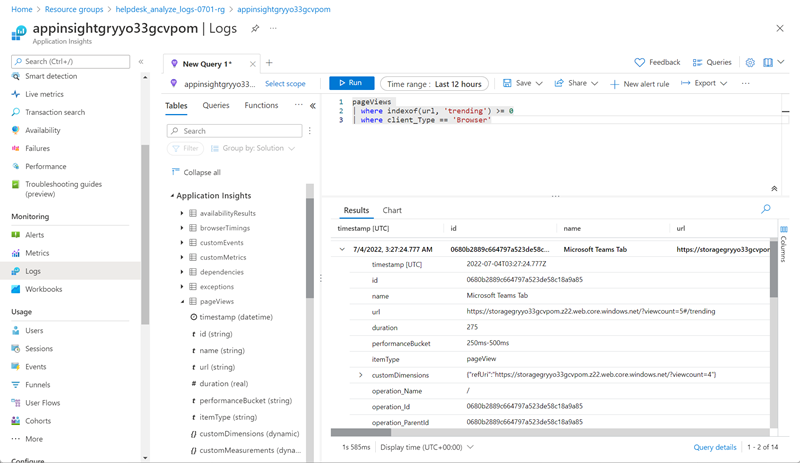 Home > Resource groups > helpdesk_analyze_logs-0701-rg > appinsightgryyo33gcvpom
appinsightgryyo33gcvpom | Logs
Application Insights
Search (Ctrl+/)
Smart detection
Live metrics
Transaction search
Availability
Failures
Performance
Troubleshooting guides
(preview)
Monitoring
Alerts
Metrics
Logs
Workbooks
Usage
Users
Sessions
Events
Funnels
User Flows
Cohorts
More
Configure
New Query 1*
Feedback
Queries
appinsightgryyo33...
Select scope
Run
Time range : Last 12 hours
Save
Share
New alert rule
Export
Tables
Queries
Functions
Search
Filter
Group by: Solution
Collapse all
Application Insights
availabilityResults
browserTimings
customEvents
customMetrics
dependencies
exceptions
pageViews
timestamp (datetime)
id (string)
name (string)
url (string)
duration (real)
performanceBucket (string)
itemType (string)
customDimensions (dynamic)
customMeasurements (dyna...
1 pageViews
2 | where indexof(url, 'trending') >= 0
3 | where client_Type == 'Browser'
Results
Chart
timestamp [UTC] id name url
7/4/2022, 3:27:24.777 AM 0680b2889c664797a523de58c... Microsoft Teams Tab https://storagegryyo33gcvpom
timestamp [UTC] 2022-07-04T03:27:24.777Z
id 0680b2889c664797a523de58c18a9a85
name Microsoft Teams Tab
url https://storagegryyo33gcvpom.z22.web.core.windows.net/?viewcount=5#/trending
duration 275
performanceBucket 250ms-500ms
itemType pageView
customDimensions {"refUri":"https://storagegryyo33gcvpom.z22.web.core.windows.net/?viewcount=4"}
operation_Name /
operation_Id 0680b2889c664797a523de58c18a9a85
operation_ParentId 0680b2889c664797a523de58c18a9a85
Columns
1s 585ms
Display time (UTC+00:00)
Query details
1 - 2 of 14